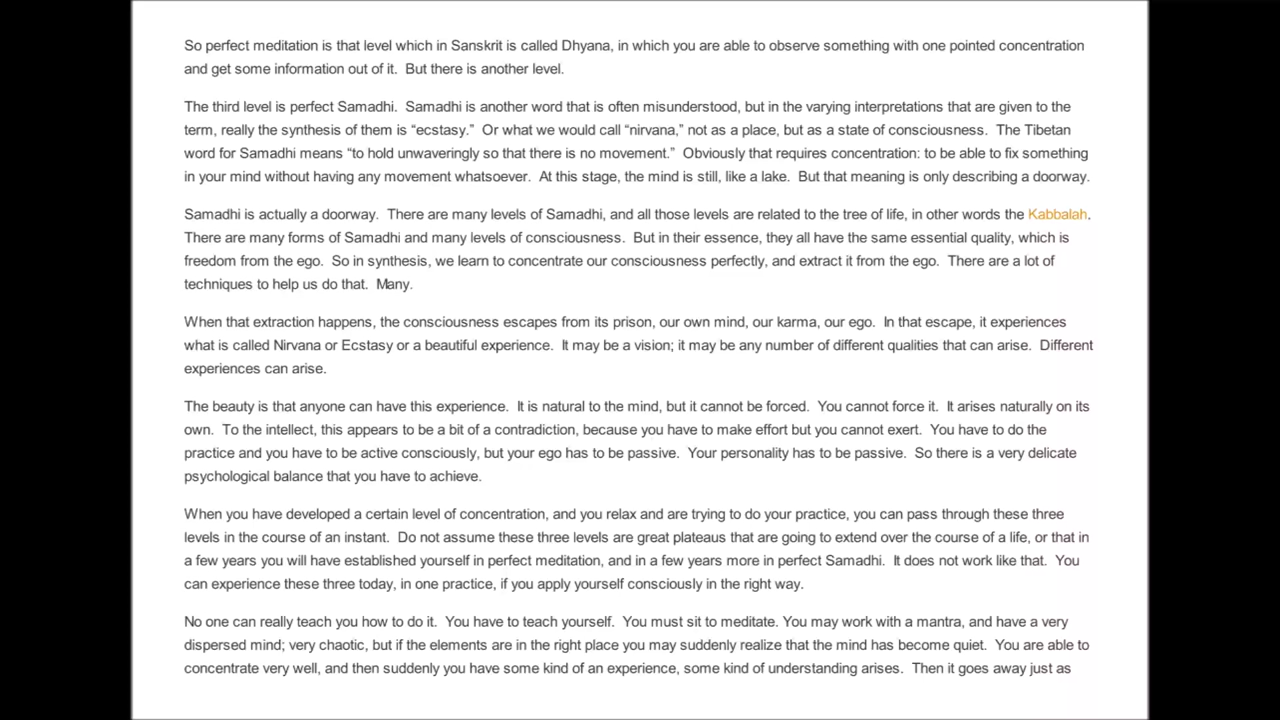 So perfect meditation is that level which in Sanskrit is called Dhyana, in which you are able to observe something with one pointed concentration
and get some information out of it.  But there is another level.
The third level is perfect Samadhi.  Samadhi is another word that is often misunderstood, but in the varying interpretations that are given to the
term, really the synthesis of them is “ecstasy.”  Or what we would call “nirvana,” not as a place, but as a state of consciousness.  The Tibetan
word for Samadhi means “to hold unwaveringly so that there is no movement.”  Obviously that requires concentration: to be able to fix something
in your mind without having any movement whatsoever.  At this stage, the mind is still, like a lake.  But that meaning is only describing a doorway.
Samadhi is actually a doorway.  There are many levels of Samadhi, and all those levels are related to the tree of life, in other words the Kabbalah.
There are many forms of Samadhi and many levels of consciousness.  But in their essence, they all have the same essential quality, which is
freedom from the ego.  So in synthesis, we learn to concentrate our consciousness perfectly, and extract it from the ego.  There are a lot of
techniques to help us do that.  Many.
When that extraction happens, the consciousness escapes from its prison, our own mind, our karma, our ego.  In that escape, it experiences
what is called Nirvana or Ecstasy or a beautiful experience.  It may be a vision; it may be any number of different qualities that can arise.  Different
experiences can arise.
The beauty is that anyone can have this experience.  It is natural to the mind, but it cannot be forced.  You cannot force it.  It arises naturally on its
own.  To the intellect, this appears to be a bit of a contradiction, because you have to make effort but you cannot exert.  You have to do the
practice and you have to be active consciously, but your ego has to be passive.  Your personality has to be passive.  So there is a very delicate
psychological balance that you have to achieve.
When you have developed a certain level of concentration, and you relax and are trying to do your practice, you can pass through these three
levels in the course of an instant.  Do not assume these three levels are great plateaus that are going to extend over the course of a life, or that in
a few years you will have established yourself in perfect meditation, and in a few years more in perfect Samadhi.  It does not work like that.  You
can experience these three today, in one practice, if you apply yourself consciously in the right way.
No one can really teach you how to do it.  You have to teach yourself.  You must sit to meditate. You may work with a mantra, and have a very
dispersed mind; very chaotic, but if the elements are in the right place you may suddenly realize that the mind has become quiet.  You are able to
concentrate very well, and then suddenly you have some kind of an experience, some kind of understanding arises.  Then it goes away just as